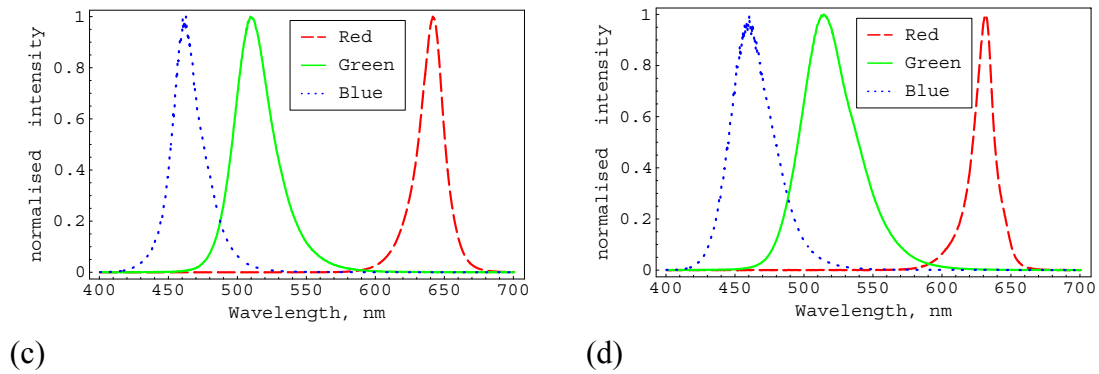 normalised intensity
1
0.8
0.6
0.4
0.2
0
Red
Green
Blue
400 450 500 550 600 650 700
Wavelength, nm
(c)
normalised intensity
1
0.8
0.6
0.4
0.2
0
Red
Green
Blue
400 450 500 550 600 650 700
Wavelength, nm
(d)